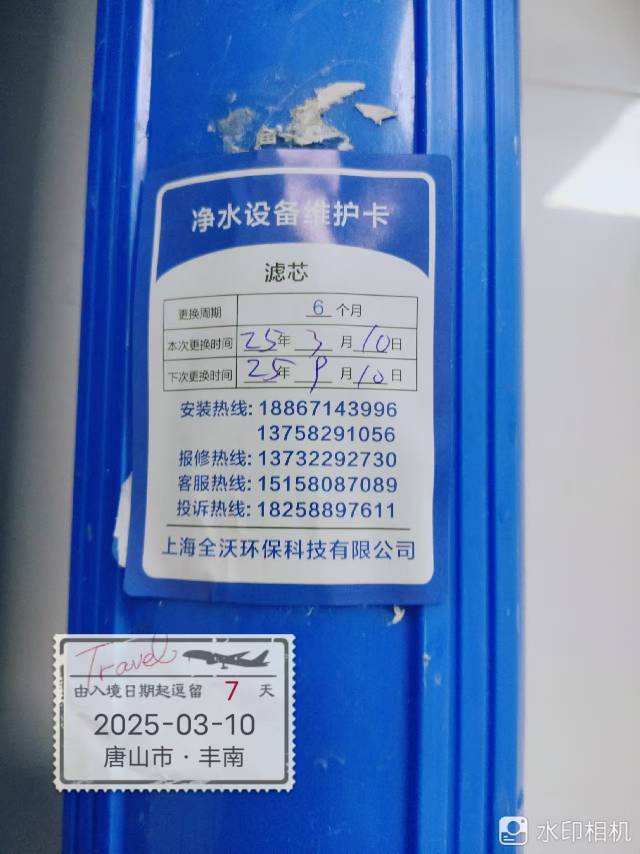 净水设备维护卡
滤芯
更换周期 6 个月
本次更换时间 25年 3 月 10日
下次更换时间 25年 9 月 10日
安装热线: 18867143996
13758291056
报修热线: 13732292730
客服热线: 15158087089
投诉热线: 18258897611
上海全沃环保科技有限公司
Travel
由入境日期起逗留 7 天
2025-03-10
唐山市·丰南
水印相机